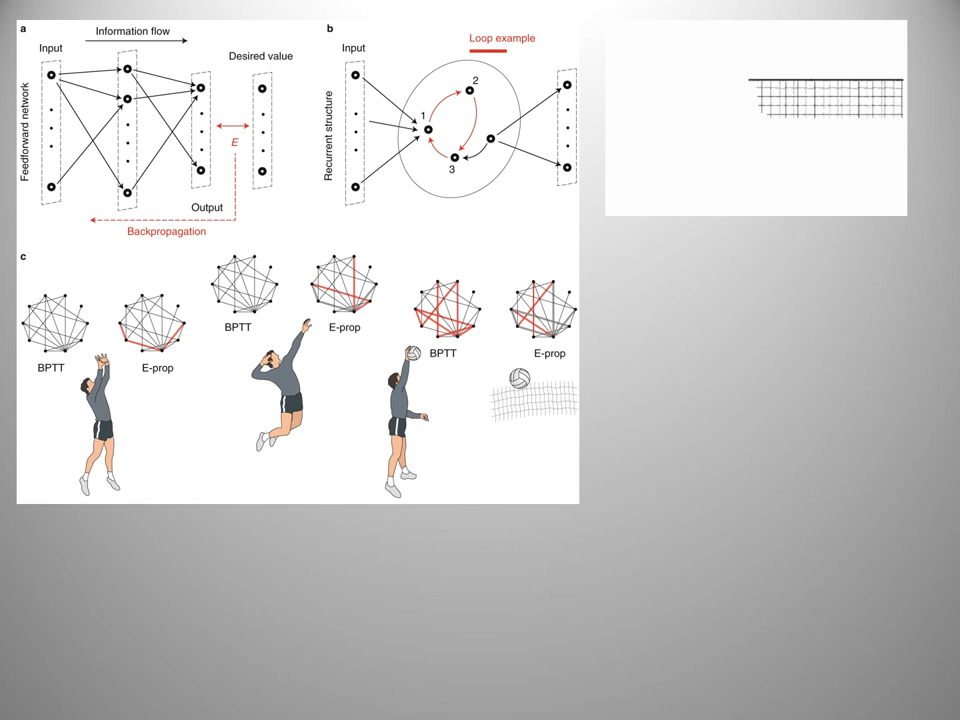 a
Information flow
Input
Desired value
Feedforward network
E
Output
Backpropagation
b
Loop example
Input
Recurrent structure
1
2
3
c
BPTT
E-prop
BPTT
E-prop
BPTT
E-prop